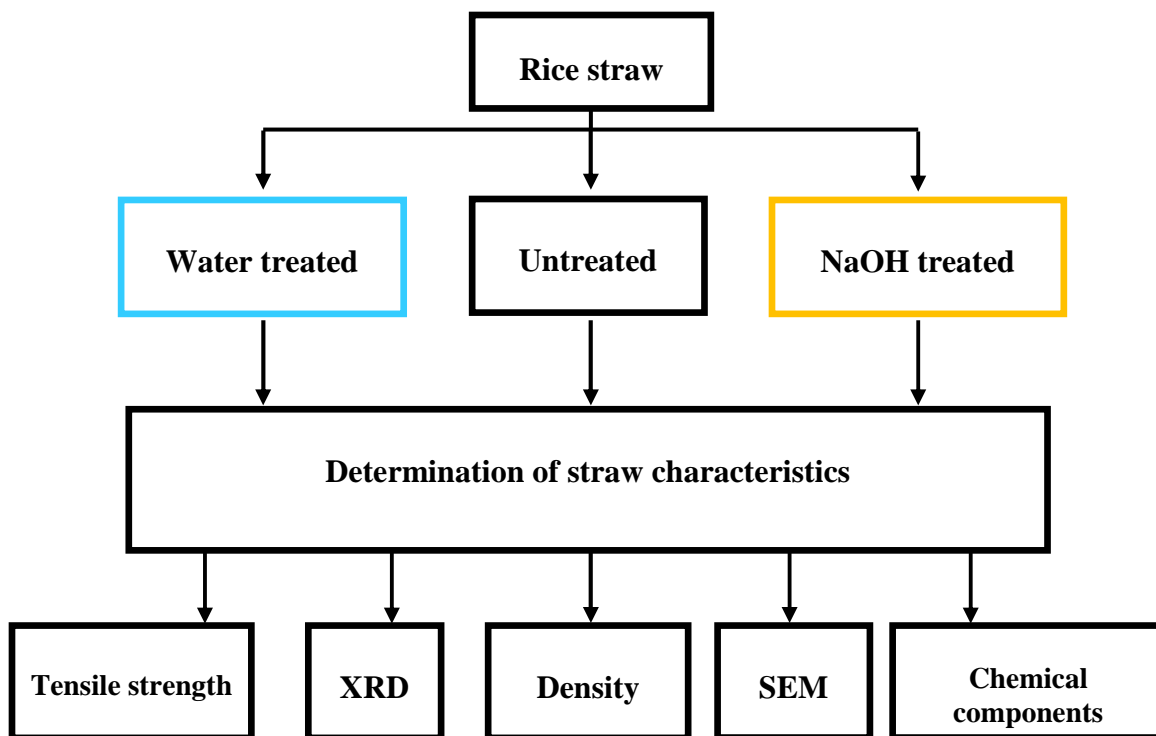 Rice straw
Water treated
Untreated
NaOH treated
Determination of straw characteristics
Tensile strength
XRD
Density
SEM
Chemical
components